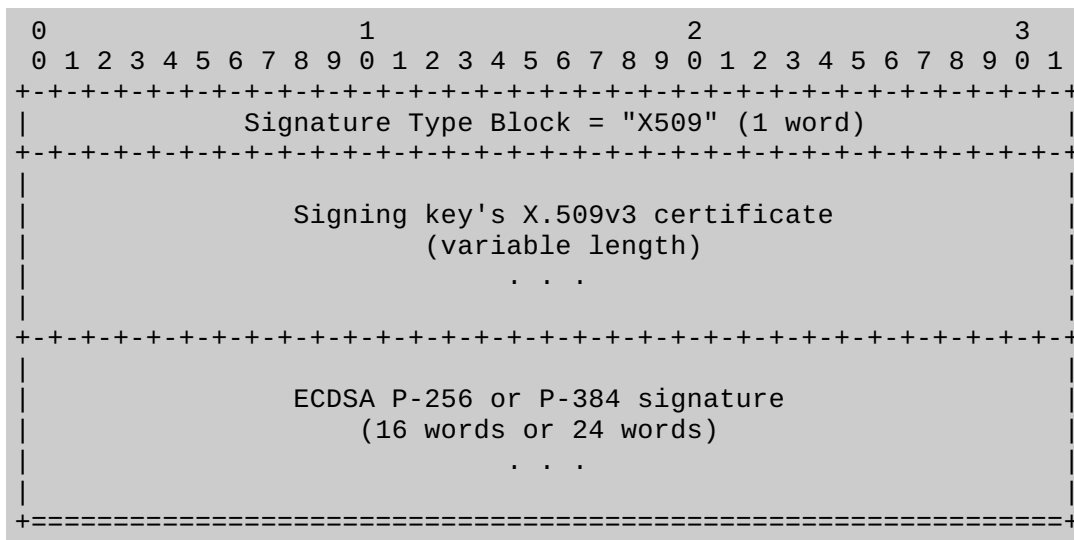 0                   1                   2                   3
0 1 2 3 4 5 6 7 8 9 0 1 2 3 4 5 6 7 8 9 0 1 2 3 4 5 6 7 8 9 0 1
+-+-+-+-+-+-+-+-+-+-+-+-+-+-+-+-+-+-+-+-+-+-+-+-+-+-+-+-+-+-+-+-+
|             Signature Type Block = "X509" (1 word)            |
+-+-+-+-+-+-+-+-+-+-+-+-+-+-+-+-+-+-+-+-+-+-+-+-+-+-+-+-+-+-+-+-+
|                                                               |
|                Signing key's X.509v3 certificate              |
|                        (variable length)                      |
|                             . . .                             |
|                                                               |
+-+-+-+-+-+-+-+-+-+-+-+-+-+-+-+-+-+-+-+-+-+-+-+-+-+-+-+-+-+-+-+-+
|                                                               |
|                ECDSA P-256 or P-384 signature                 |
|                    (16 words or 24 words)                     |
|                             . . .                             |
|                                                               |
+===============================================================+